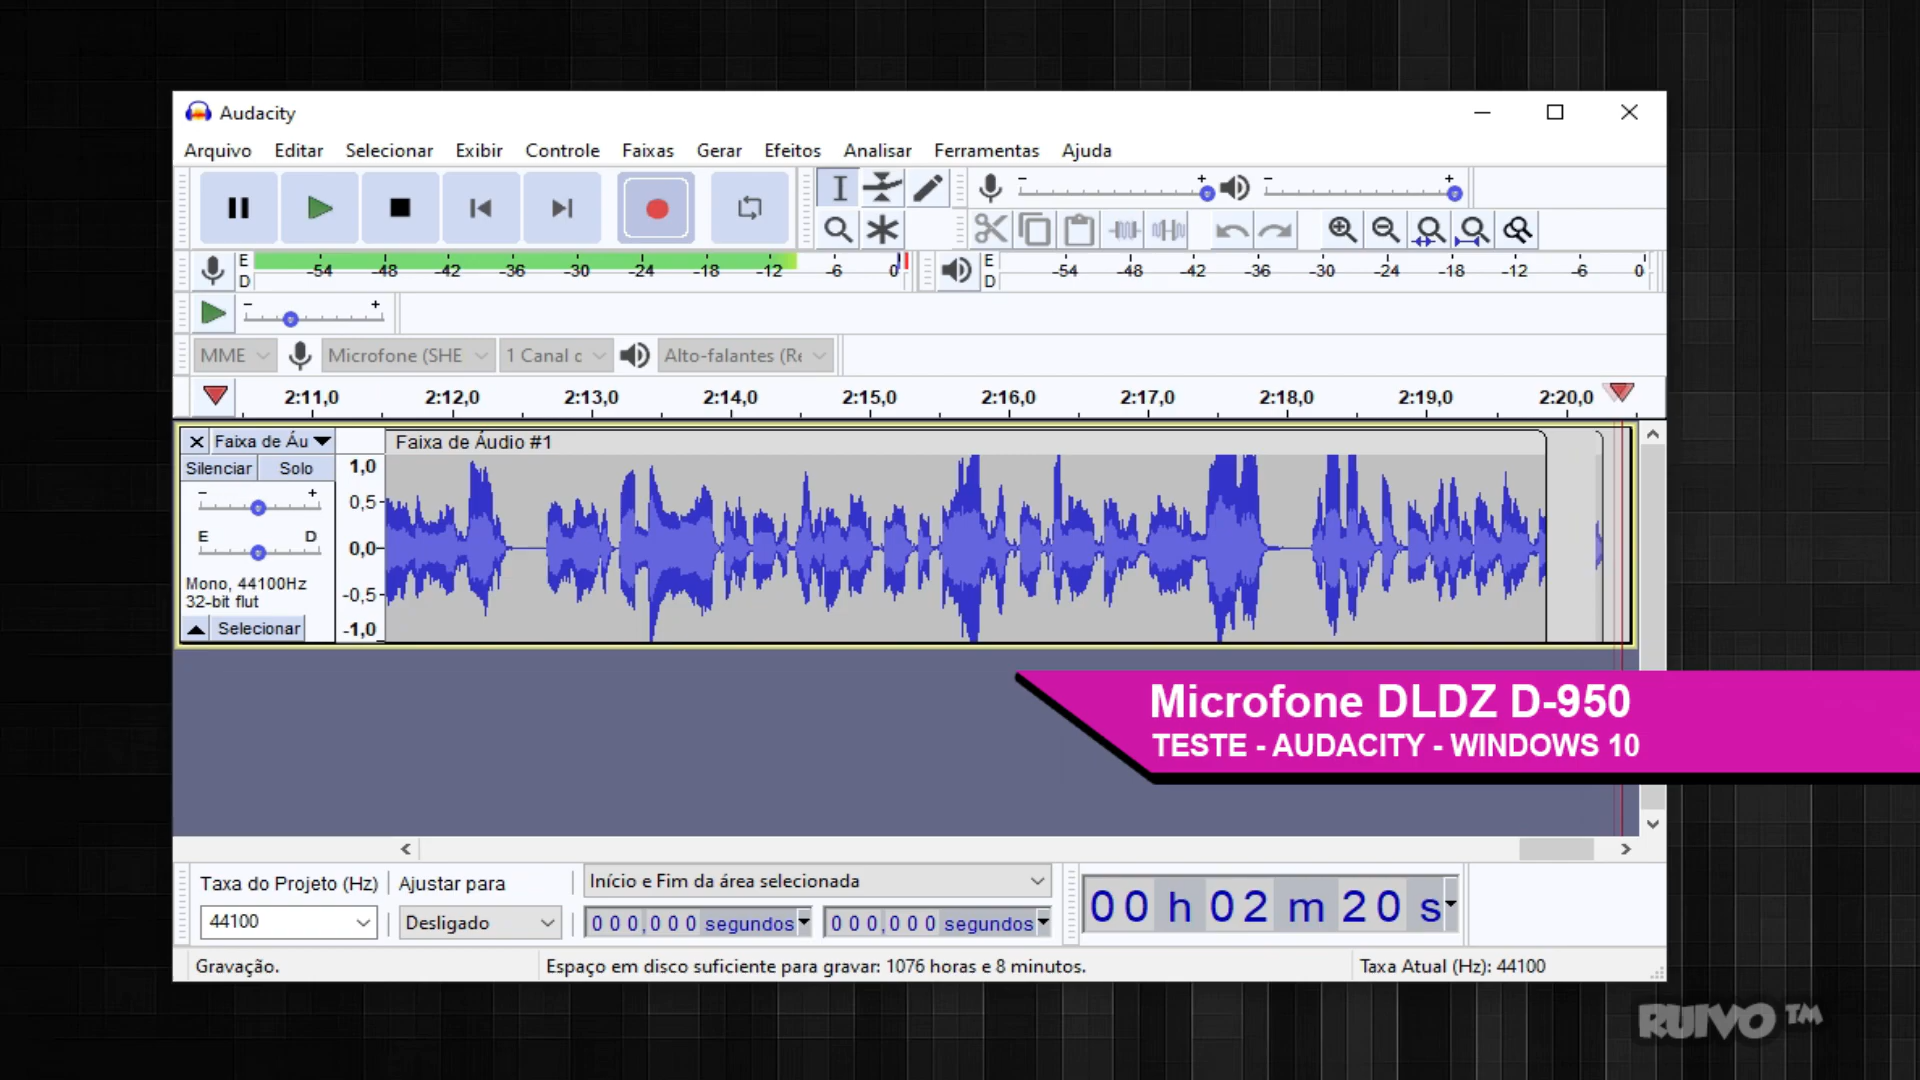 Audacity
Arquivo Editar Selecionar Exibir Controle Faixas Gerar Efeitos Analisar Ferramentas Ajuda
- + - +
E D -54 -48 -42 -36 -30 -24 -18 -12 -6 0
E D -54 -48 -42 -36 -30 -24 -18 -12 -6 0
- +
MME Microfone (SHE 1 Canal c Alto-falantes (Re
2:11,0 2:12,0 2:13,0 2:14,0 2:15,0 2:16,0 2:17,0 2:18,0 2:19,0 2:20,0
Faixa de Áu Faixa de Áudio #1
Silenciar Solo
- +
E D
Mono, 44100Hz
32-bit flut
Selecionar
1,0
0,5
0,0
-0,5
-1,0
Microfone DLDZ D-950
TESTE - AUDACITY - WINDOWS 10
Taxa do Projeto (Hz) Ajustar para Início e Fim da área selecionada
44100 Desligado 000,000 segundos 000,000 segundos
00 h 02 m 20 s
Gravação. Espaço em disco suficiente para gravar: 1076 horas e 8 minutos. Taxa Atual (Hz): 44100
RUIVO™